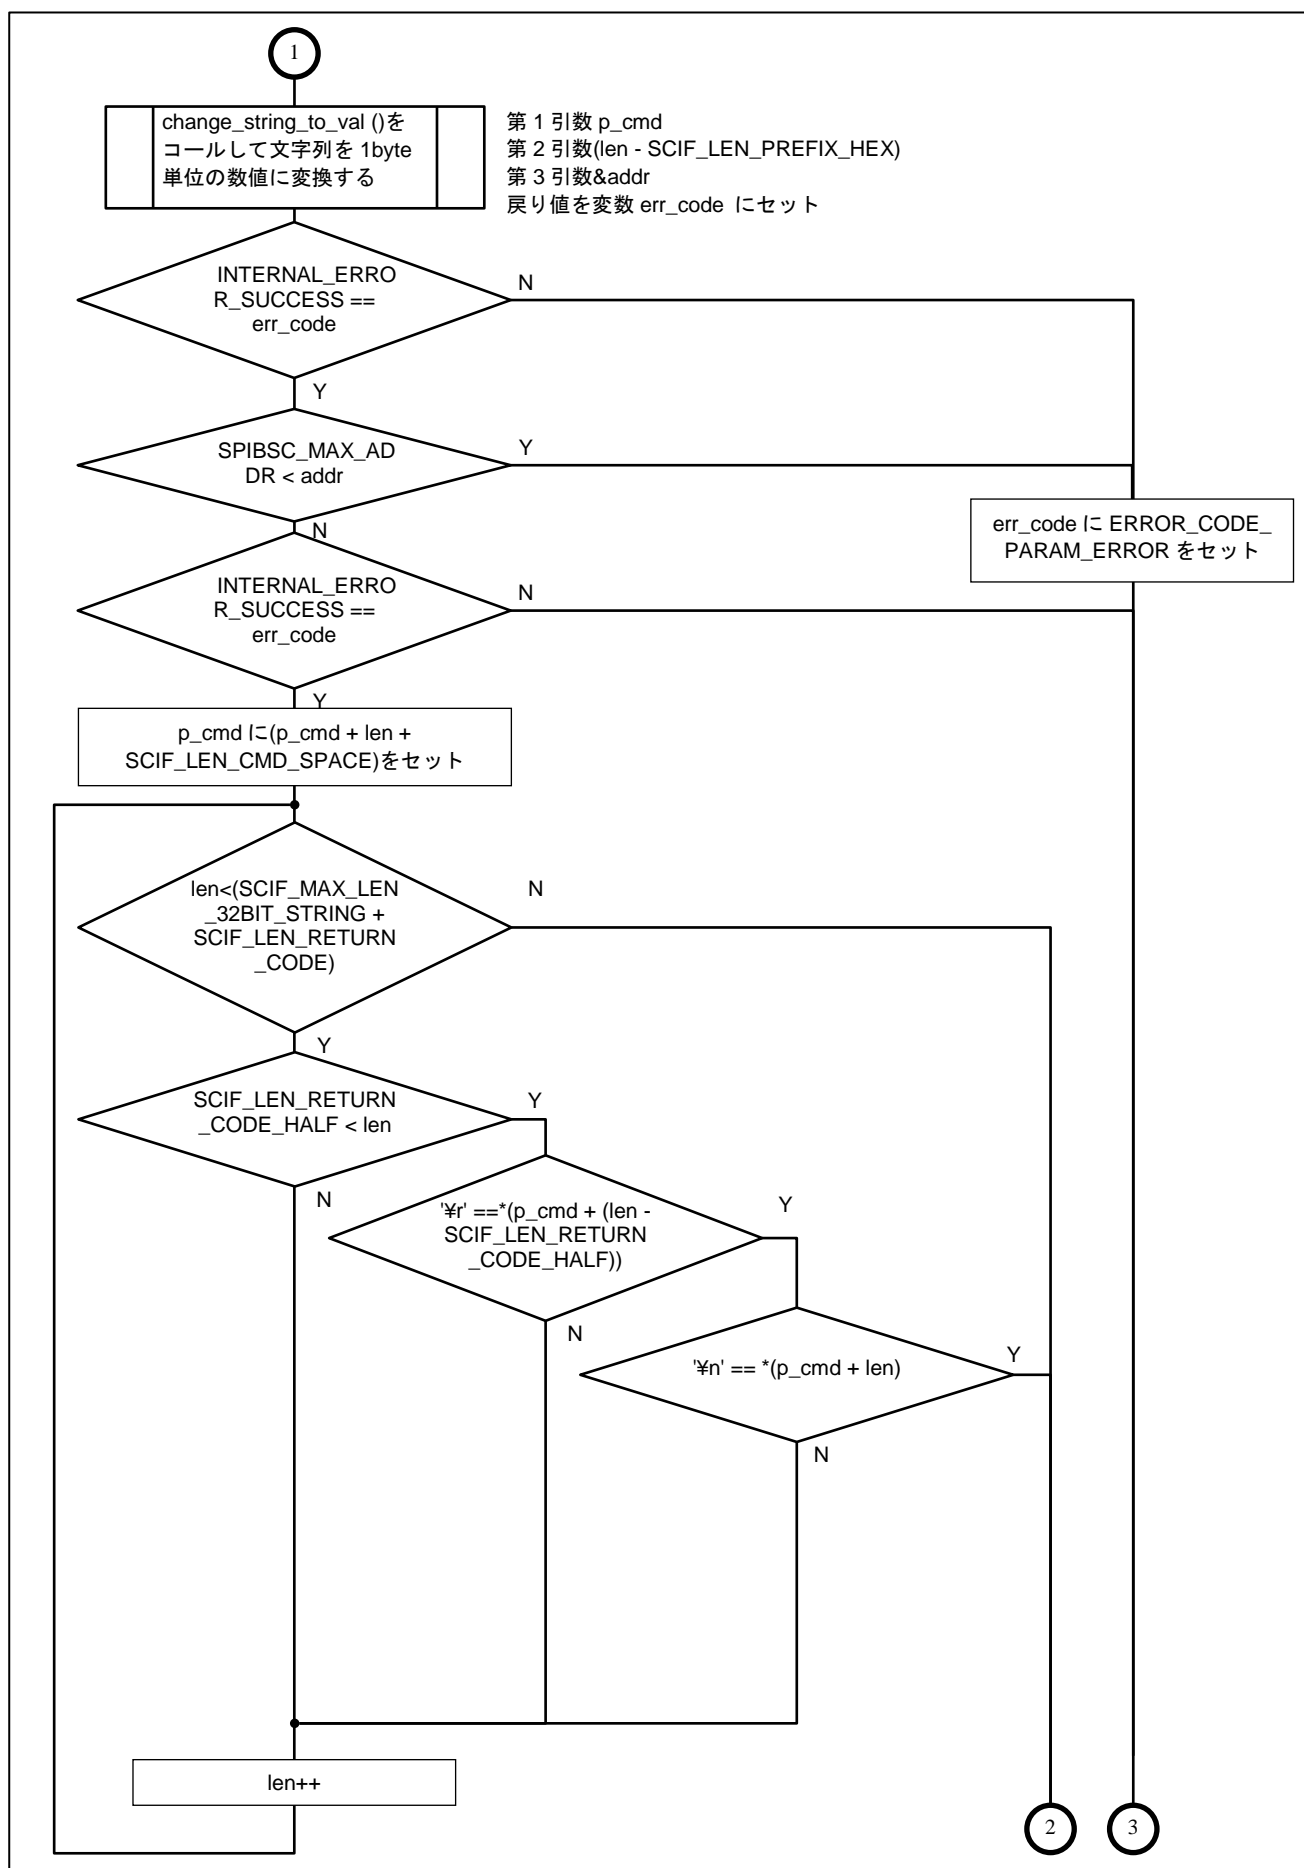 1
change_string_to_val ()を
コールして文字列を 1byte
単位の数値に変換する
第 1 引数 p_cmd
第 2 引数(len - SCIF_LEN_PREFIX_HEX)
第 3 引数&addr
戻り値を変数 err_code にセット
INTERNAL_ERRO
R_SUCCESS ==
err_code
N
Y
SPIBSC_MAX_AD
DR < addr
Y
N
err_code に ERROR_CODE_
PARAM_ERROR をセット
INTERNAL_ERRO
R_SUCCESS ==
err_code
N
Y
p_cmd に(p_cmd + len +
SCIF_LEN_CMD_SPACE)をセット
len<(SCIF_MAX_LEN
_32BIT_STRING +
SCIF_LEN_RETURN
_CODE)
N
Y
SCIF_LEN_RETURN
_CODE_HALF < len
Y
N
'¥r' ==*(p_cmd + (len -
SCIF_LEN_RETURN
_CODE_HALF))
Y
N
'¥n' == *(p_cmd + len)
Y
N
len++
2
3